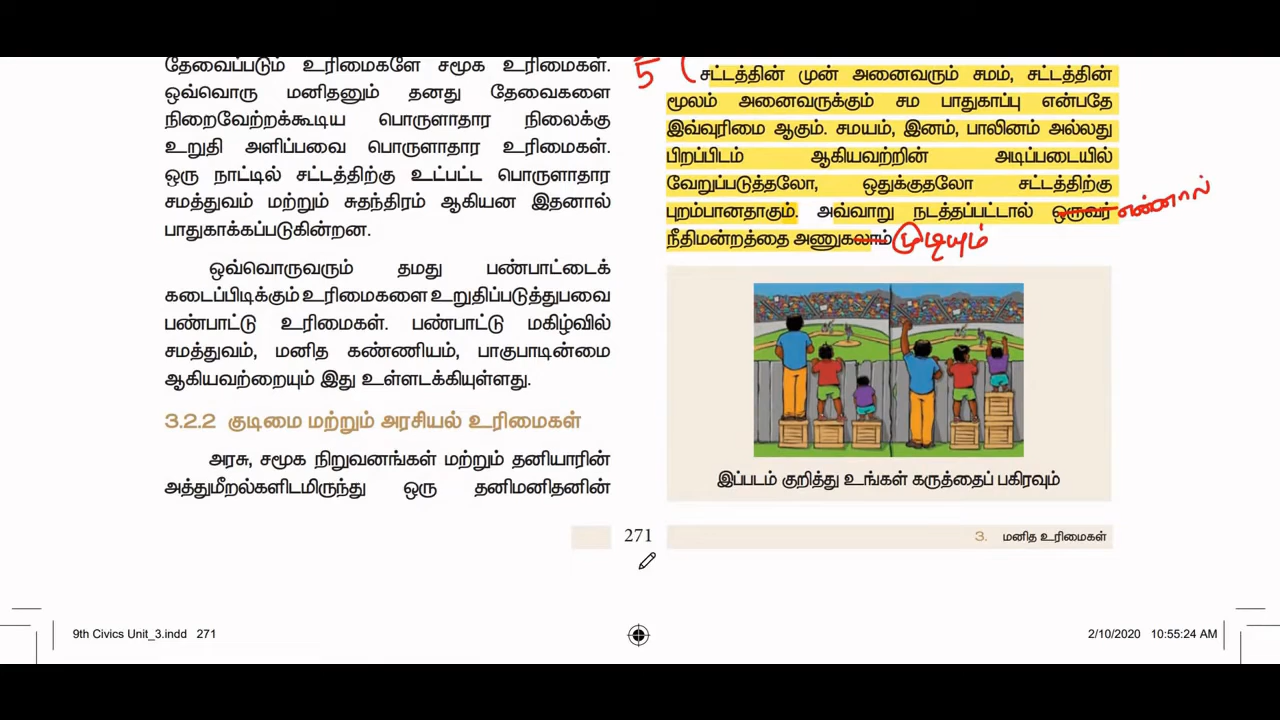 தேவைப்படும் உரிமைகளே சமூக உரிமைகள்.
ஒவ்வொரு மனிதனும் தனது தேவைகளை
நிறைவேற்றக்கூடிய பொருளாதார நிலைக்கு
உறுதி அளிப்பவை பொருளாதார உரிமைகள்.
ஒரு நாட்டில் சட்டத்திற்கு உட்பட்ட பொருளாதார
சமத்துவம் மற்றும் சுதந்திரம் ஆகியன இதனால்
பாதுகாக்கப்படுகின்றன.
ஒவ்வொருவரும் தமது பண்பாட்டைக்
கடைப்பிடிக்கும் உரிமைகளை உறுதிப்படுத்துபவை
பண்பாட்டு உரிமைகள். பண்பாட்டு மகிழ்வில்
சமத்துவம், மனித கண்ணியம், பாகுபாடின்மை
ஆகியவற்றையும் இது உள்ளடக்கியுள்ளது.
3.2.2 குடிமை மற்றும் அரசியல் உரிமைகள்
அரசு, சமூக நிறுவனங்கள் மற்றும் தனியாரின்
அத்துமீறல்களிடமிருந்து ஒரு தனிமனிதனின்
5 (
சட்டத்தின் முன் அனைவரும் சமம், சட்டத்தின்
மூலம் அனைவருக்கும் சம பாதுகாப்பு என்பதே
இவ்வுரிமை ஆகும். சமயம், இனம், பாலினம் அல்லது
பிறப்பிடம் ஆகியவற்றின் அடிப்படையில்
வேறுப்படுத்தலோ, ஒதுக்குதலோ சட்டத்திற்கு
புறம்பானதாகும். அவ்வாறு நடத்தப்பட்டால் ஒருவர் என்னால்
நீதிமன்றத்தை அணுகலாம் முடியும்
இப்படம் குறித்து உங்கள் கருத்தைப் பகிரவும்
271
3. மனித உரிமைகள்
9th Civics Unit_3.indd 271
2/10/2020 10:55:24 AM